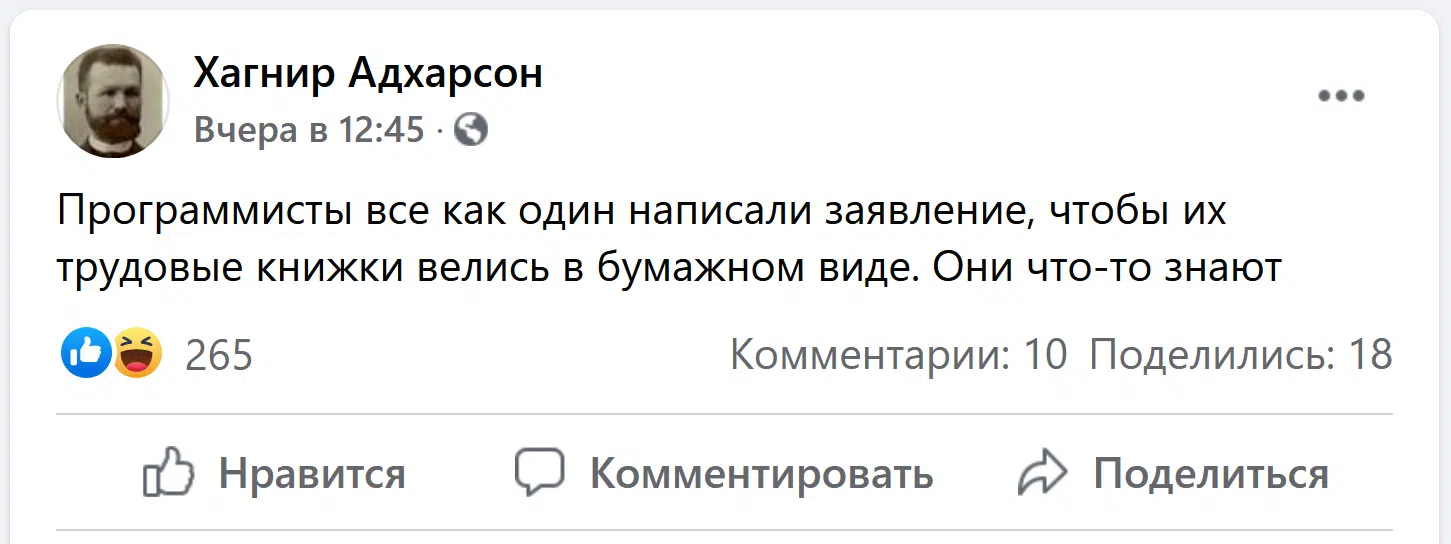 Хагнир Адхарсон
Вчера в 12:45 ·
Программисты все как один написали заявление, чтобы их
трудовые книжки велись в бумажном виде. Они что-то знают
265 Комментарии: 10 Поделились: 18
Нравится Комментировать Поделиться